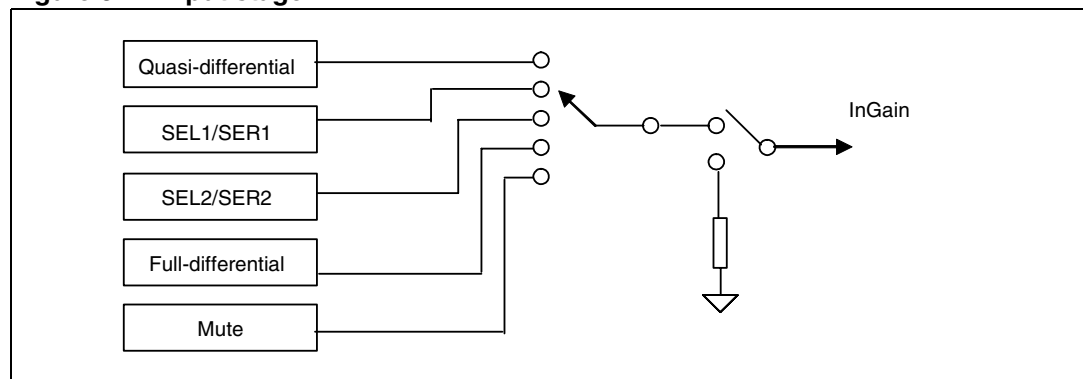 Quasi-differential
SEL1/SER1
InGain
SEL2/SER2
Full-differential
Mute